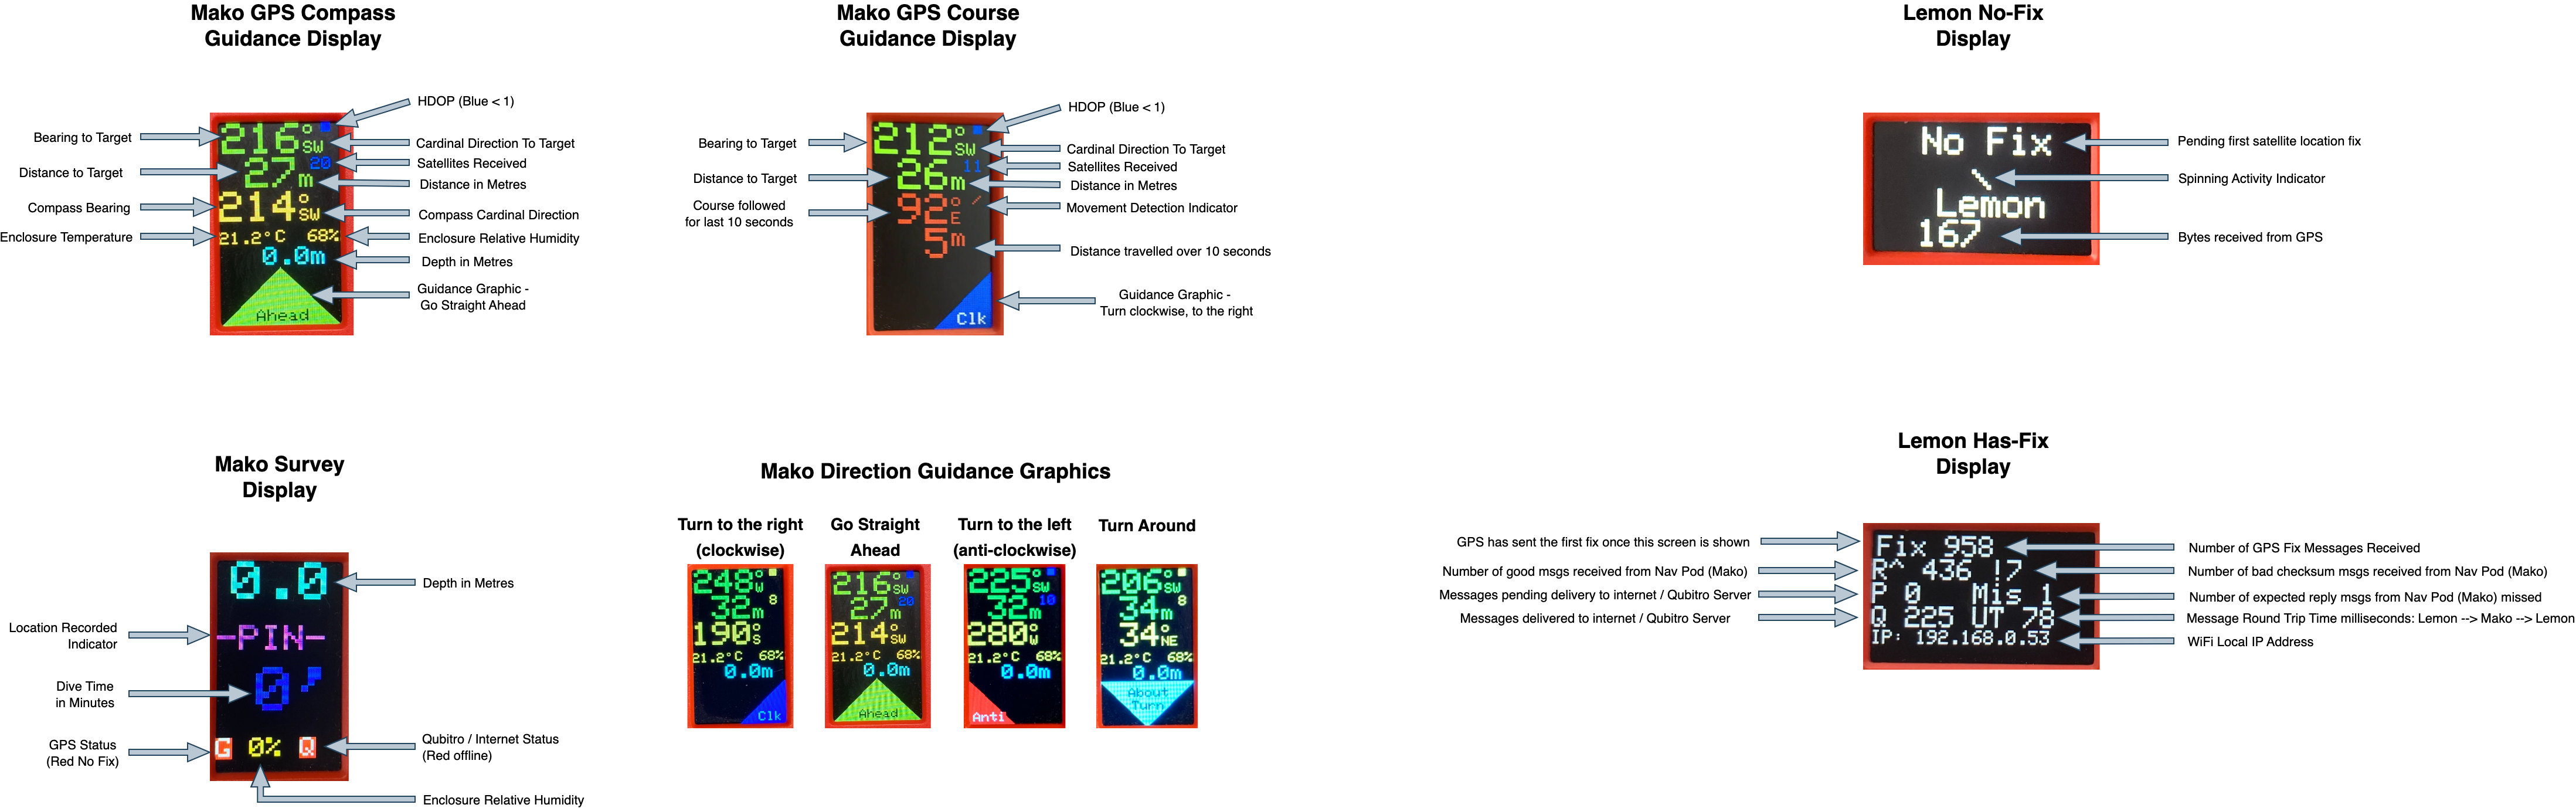 Mako GPS Compass
Guidance Display
HDOP (Blue < 1)
Bearing to Target
216°
SW
Cardinal Direction To Target
20
Satellites Received
Distance to Target
27m
Distance in Metres
Compass Bearing
214°
SW
Compass Cardinal Direction
Enclosure Temperature
21.2°C 68%
Enclosure Relative Humidity
0.0m
Depth in Metres
Guidance Graphic -
Go Straight Ahead
Ahead
Mako GPS Course
Guidance Display
HDOP (Blue < 1)
Bearing to Target
212°
SW
Cardinal Direction To Target
11
Satellites Received
Distance to Target
26m
Distance in Metres
Course followed
for last 10 seconds
92°
E
Movement Detection Indicator
5m
Distance travelled over 10 seconds
Guidance Graphic -
Turn clockwise, to the right
Clk
Lemon No-Fix
Display
No Fix
Pending first satellite location fix
\
Spinning Activity Indicator
Lemon
167
Bytes received from GPS
Mako Survey
Display
0.0
Depth in Metres
Location Recorded
Indicator
-PIN-
Dive Time
in Minutes
0'
GPS Status
(Red No Fix)
G 0% Q
Qubitro / Internet Status
(Red offline)
Enclosure Relative Humidity
Mako Direction Guidance Graphics
Turn to the right
(clockwise)
248°
W
8
32m
190°
S
21.2°C 68%
0.0m
Clk
Go Straight
Ahead
216°
SW
20
27m
214°
SW
21.2°C 68%
0.0m
Ahead
Turn to the left
(anti-clockwise)
225°
SW
10
32m
280°
W
21.2°C 68%
0.0m
Anti
Turn Around
206°
SW
8
34m
34°
NE
21.2°C 68%
0.0m
About
Turn
Lemon Has-Fix
Display
GPS has sent the first fix once this screen is shown
Fix 958
Number of GPS Fix Messages Received
Number of good msgs received from Nav Pod (Mako)
R^ 436 !7
Number of bad checksum msgs received from Nav Pod (Mako)
Messages pending delivery to internet / Qubitro Server
P 0 Mis 1
Number of expected reply msgs from Nav Pod (Mako) missed
Messages delivered to internet / Qubitro Server
Q 225 UT 78
Message Round Trip Time milliseconds: Lemon --> Mako --> Lemon
IP: 192.168.0.53
WiFi Local IP Address